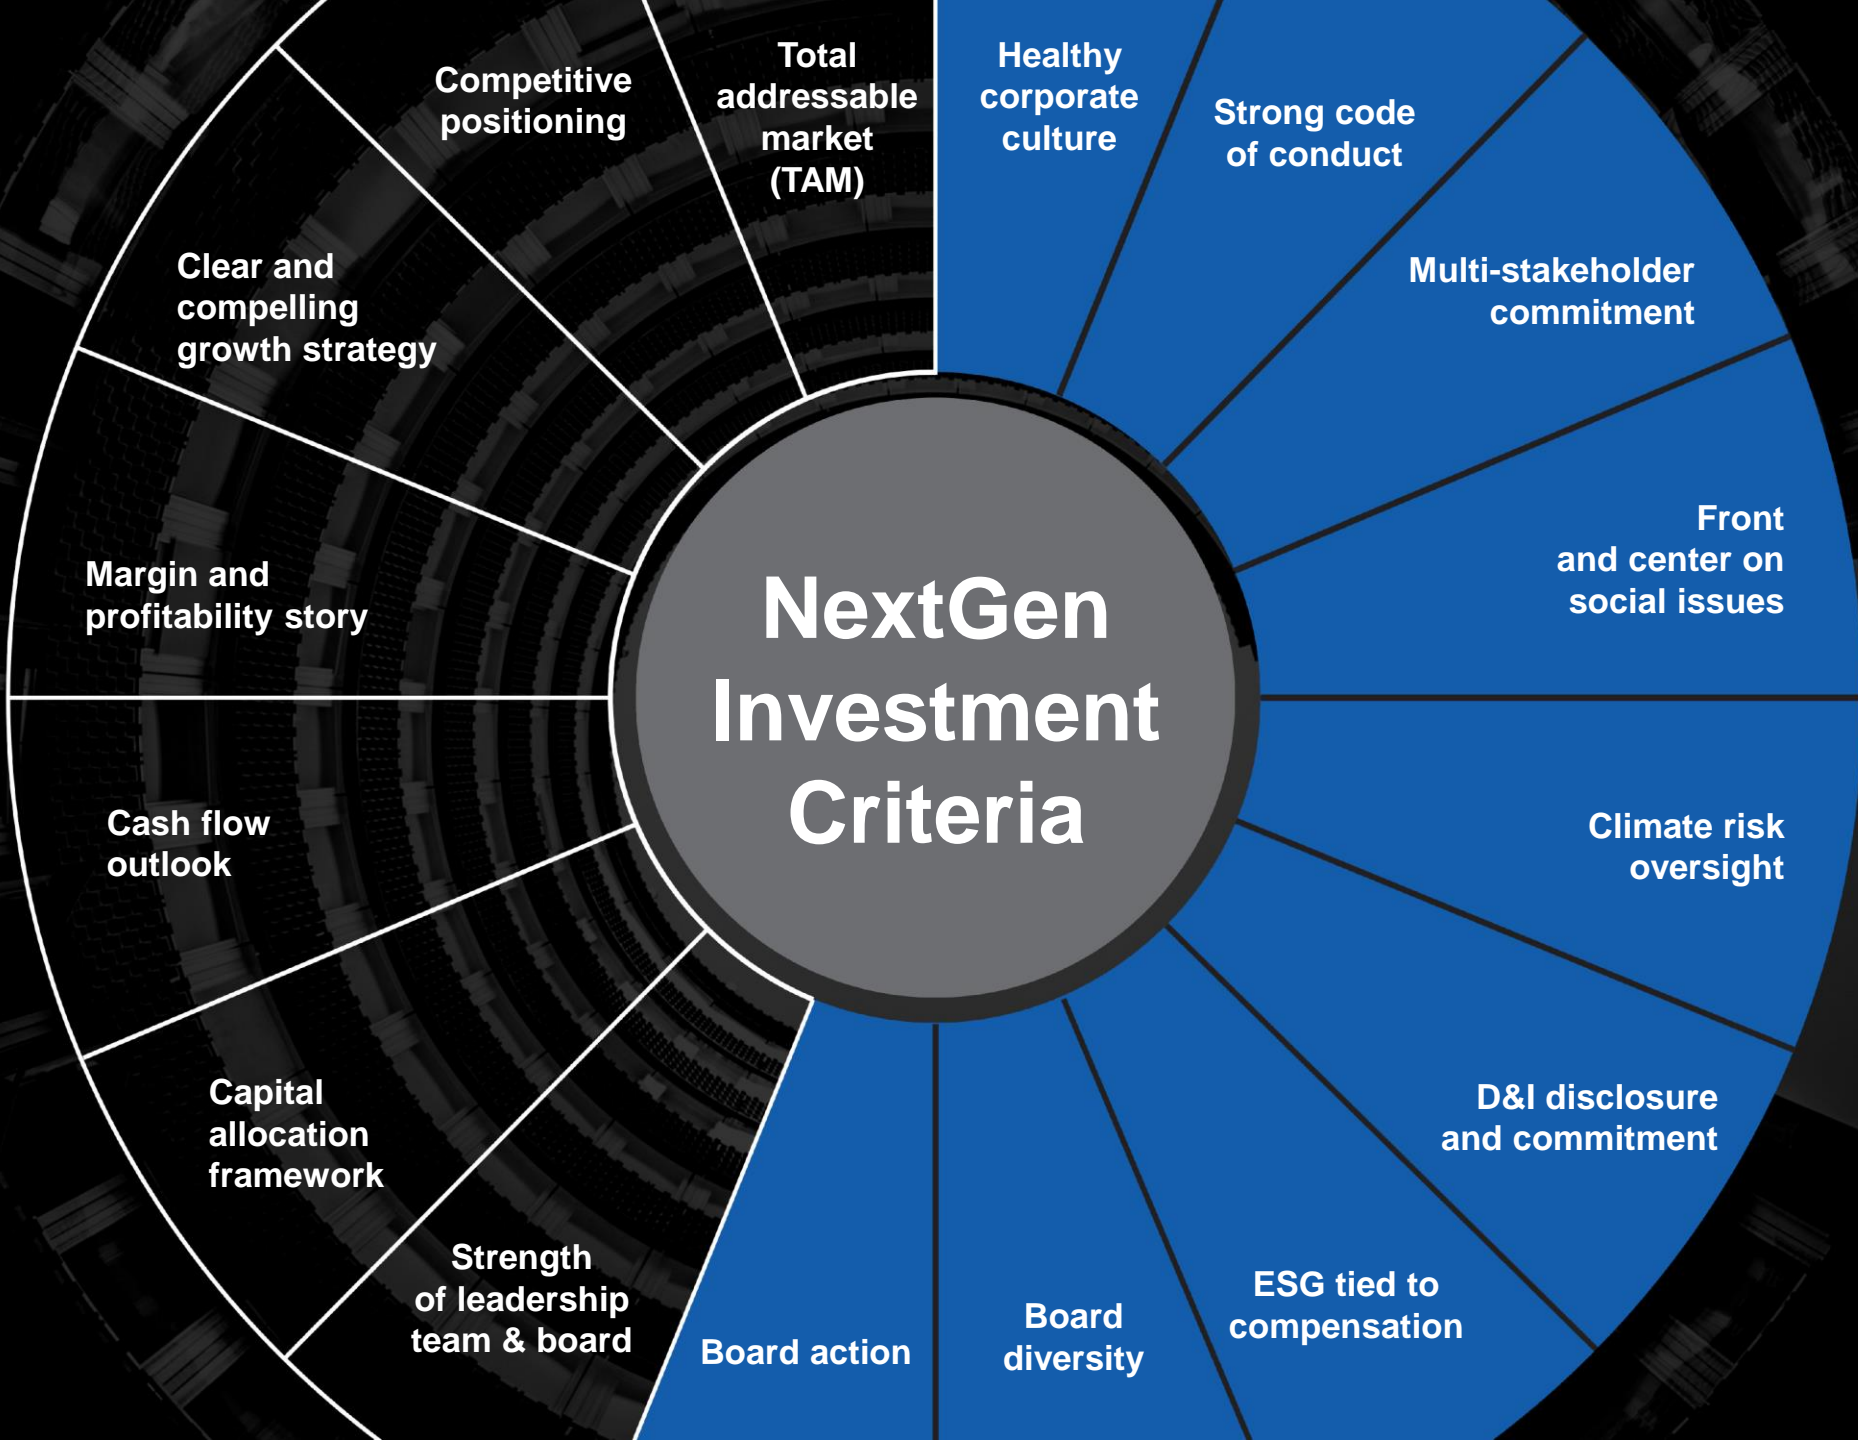 NextGen
Investment
Criteria
Total
addressable
market
(TAM)
Healthy
corporate
culture
Strong code
of conduct
Multi-stakeholder
commitment
Front
and center on
social issues
Climate risk
oversight
D&I disclosure
and commitment
ESG tied to
compensation
Board
diversity
Board action
Strength
of leadership
team & board
Capital
allocation
framework
Cash flow
outlook
Margin and
profitability story
Clear and
compelling
growth strategy
Competitive
positioning